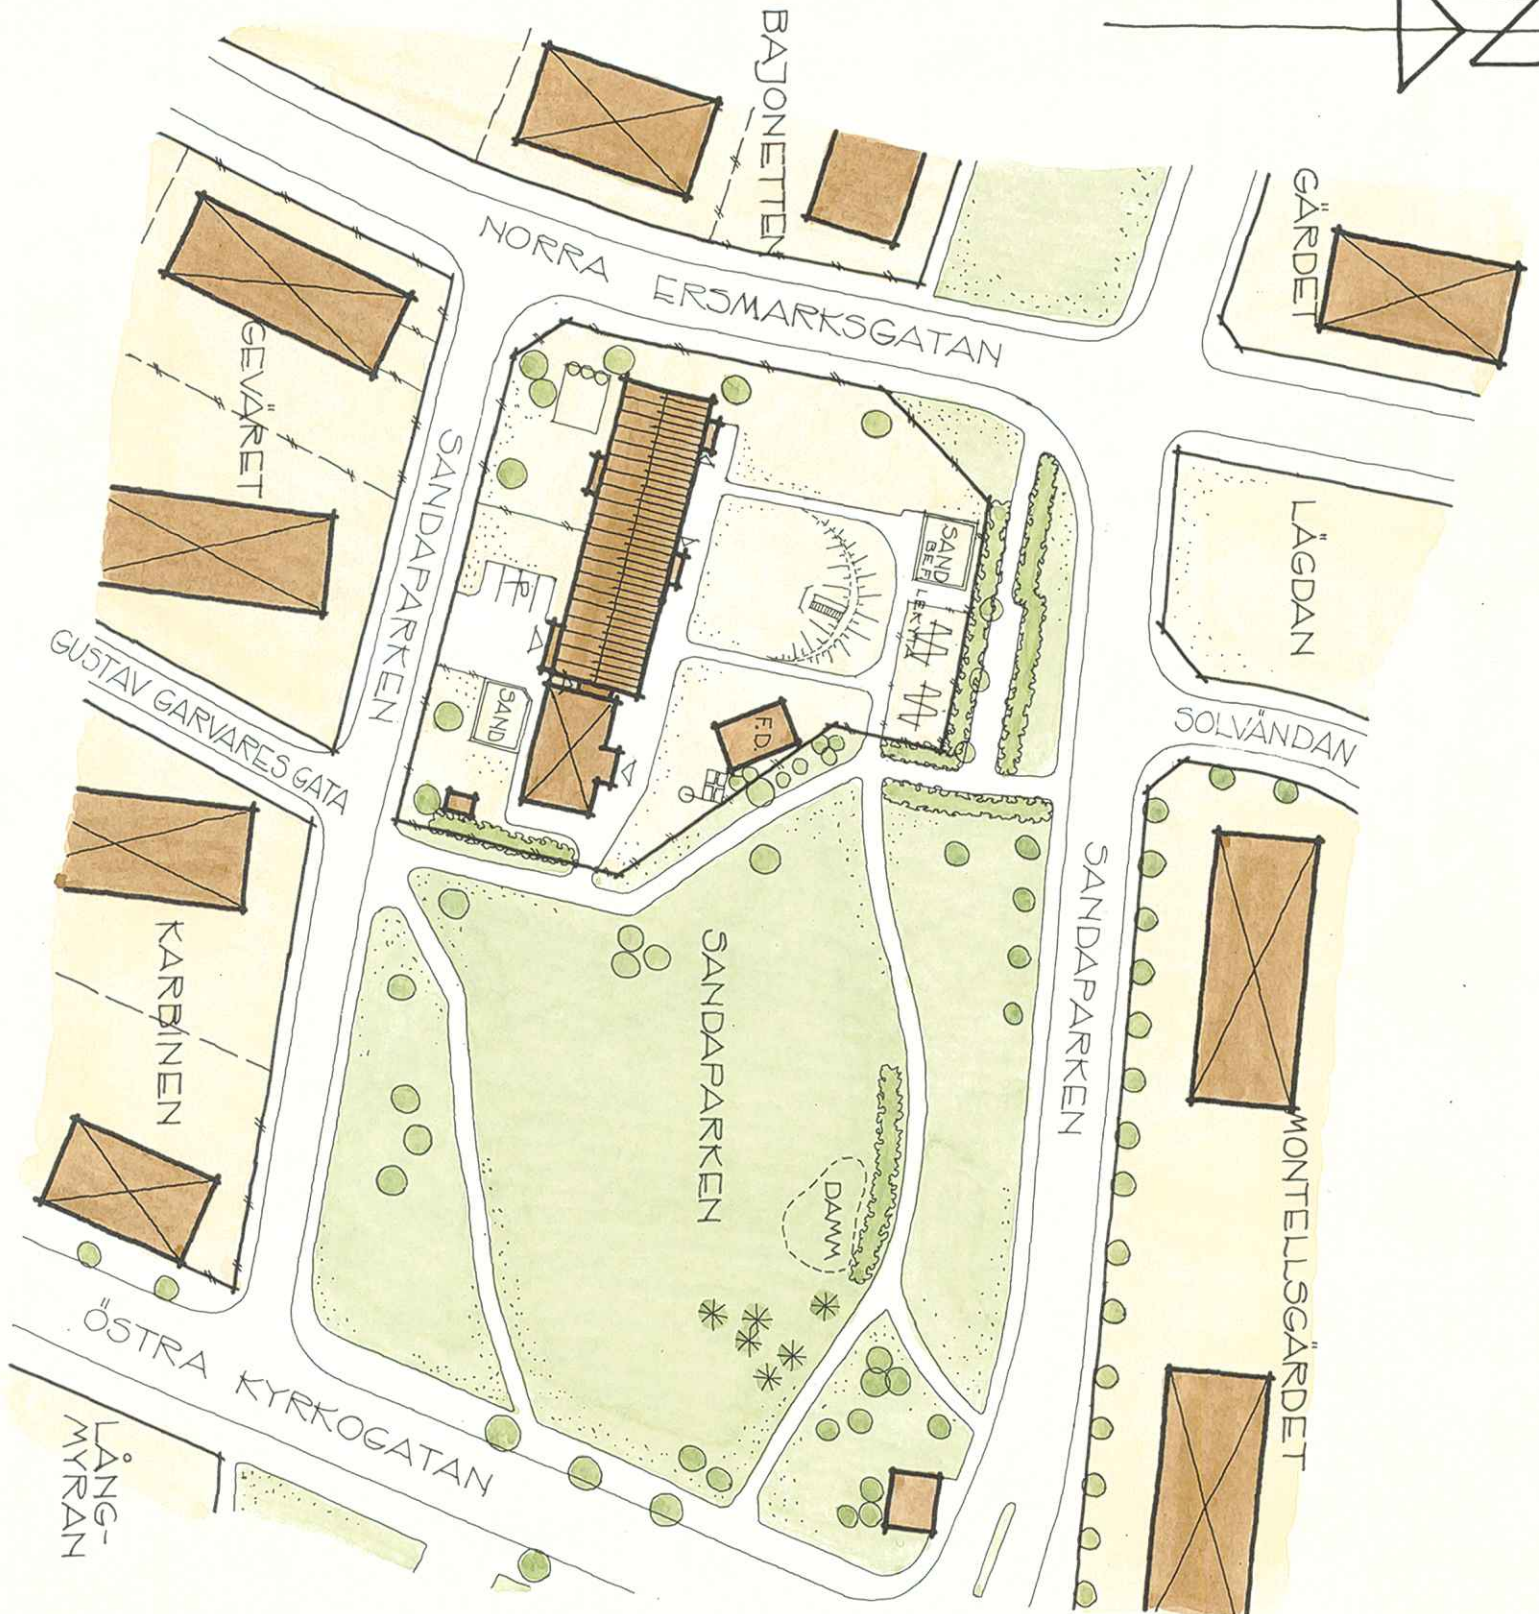 BAJONETTEN
GÄRDET
NORRA ERSMARKSGATAN
GEVÄRET
SANDAPARKEN
LÄGDAN
SAND
BEF LEKYTA
P
GUSTAV GARVARES GATA
SAND
F.D.
SOLVÄNDAN
KARBINEN
SANDAPARKEN
SANDAPARKEN
DAMM
MONTELLSGÄRDET
ÖSTRA KYRKOGATAN
LÅNG-
MYRAN